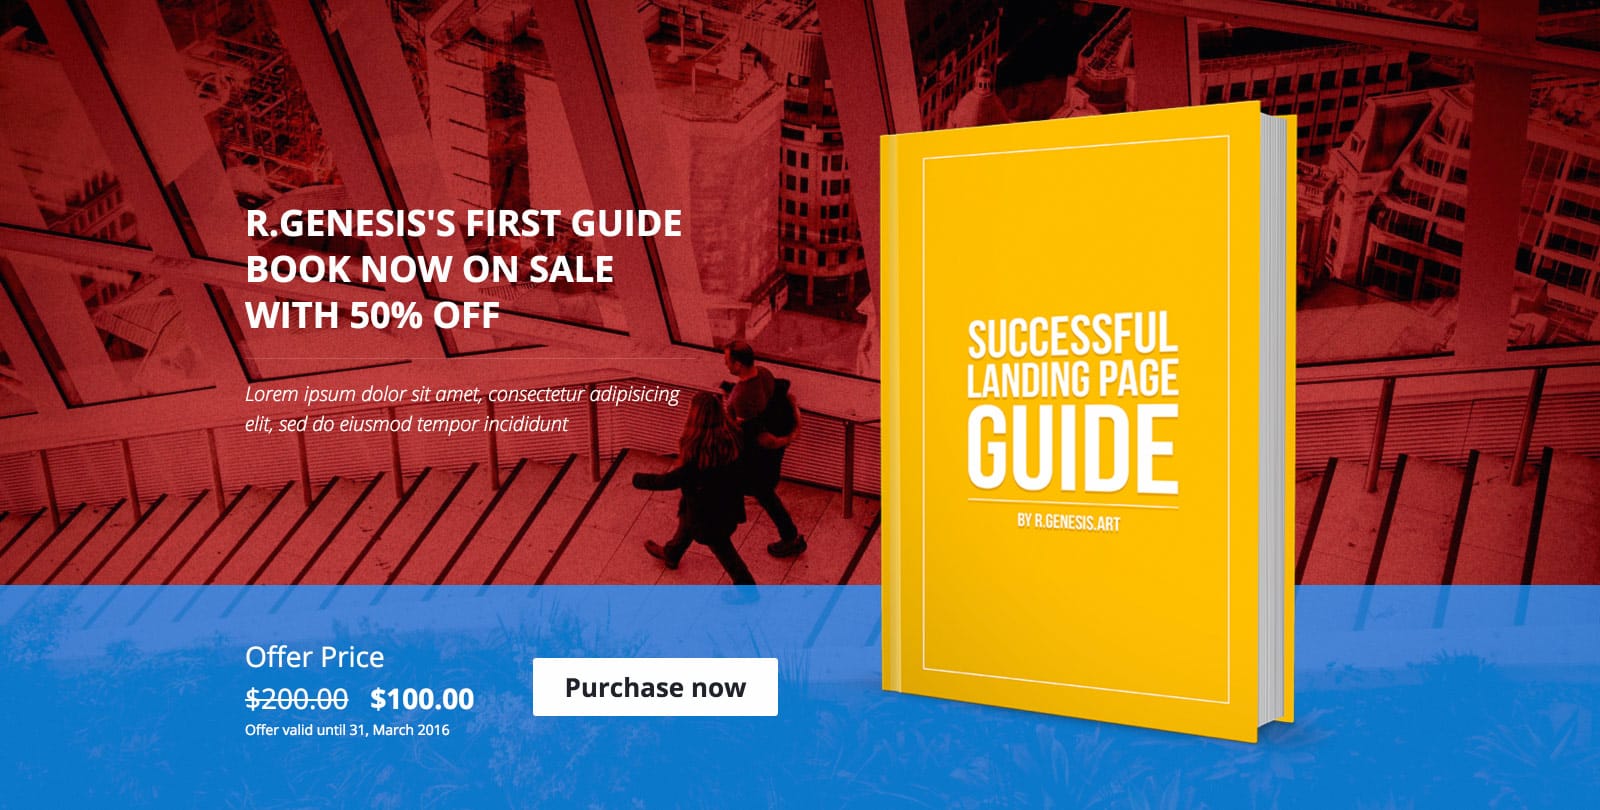 R.GENESIS'S FIRST GUIDE
BOOK NOW ON SALE
WITH 50% OFF
Lorem ipsum dolor sit amet, consectetur adipisicing
elit, sed do eiusmod tempor incididunt
SUCCESSFUL
LANDING PAGE
GUIDE
BY R.GENESIS.ART
Offer Price
$200.00 $100.00
Offer valid until 31, March 2016
Purchase now